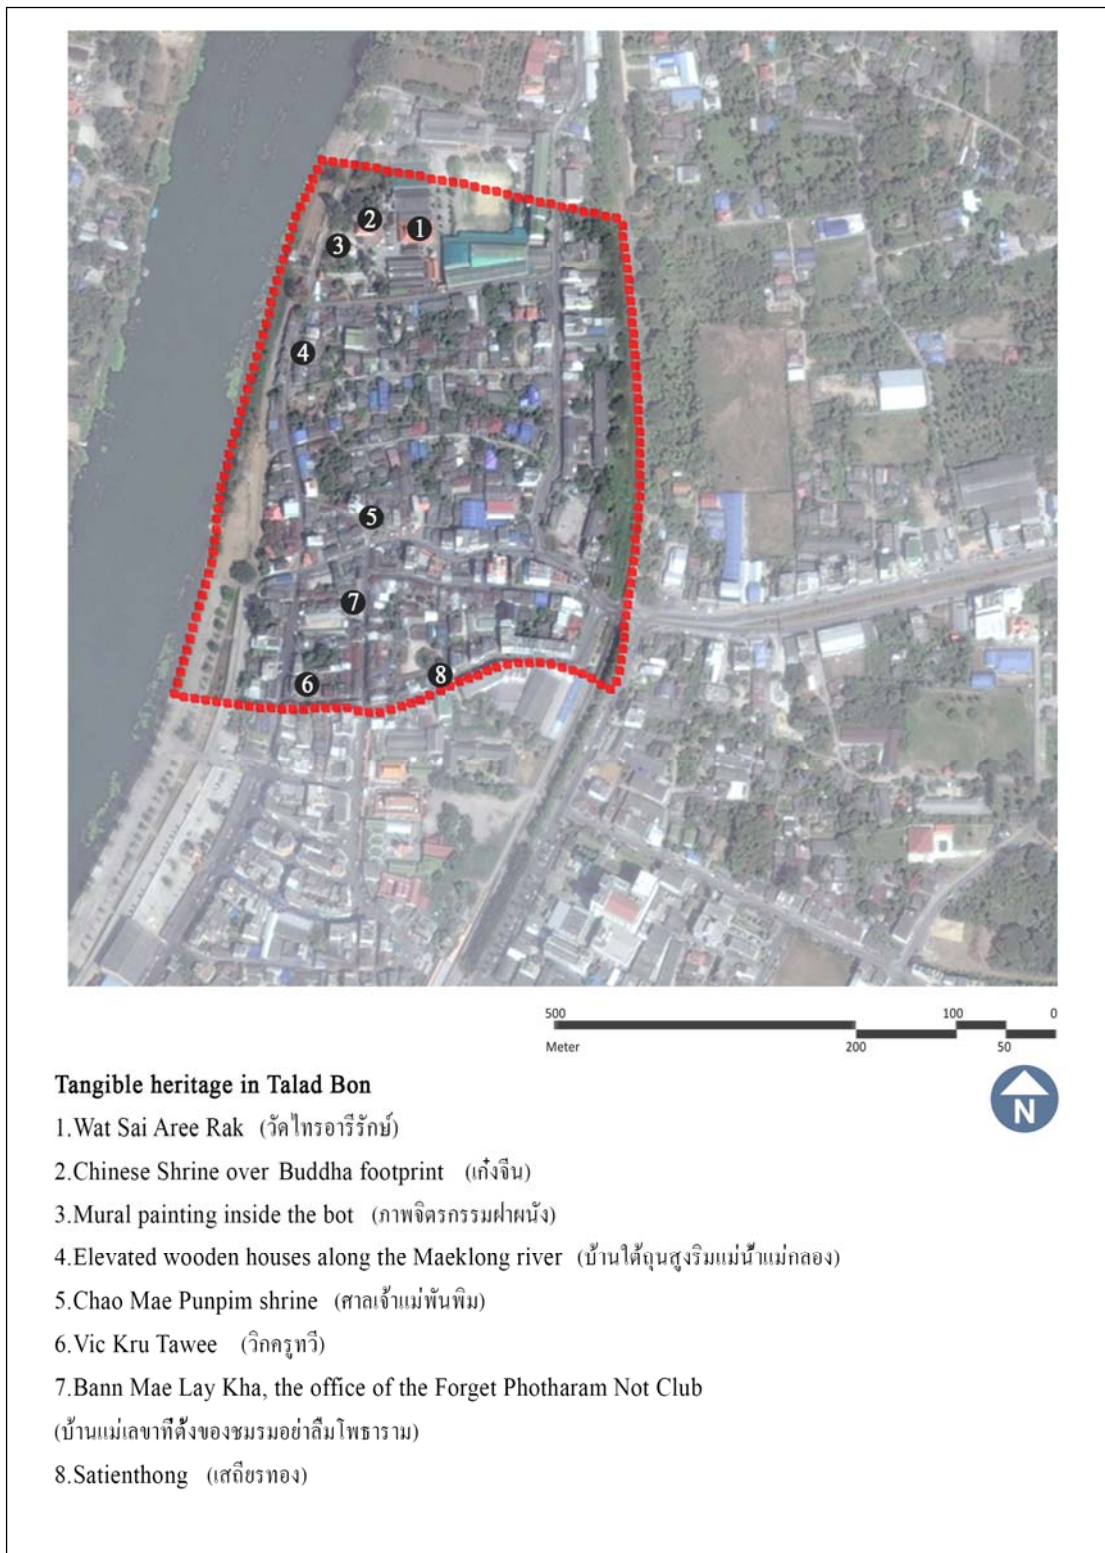 2
1
3
4
5
7
8
6
500 100 0
Meter 200 50
N
Tangible heritage in Talad Bon
1.Wat Sai Aree Rak (วัดไทรอารีรักษ์)
2.Chinese Shrine over Buddha footprint (เก๋งจีน)
3.Mural painting inside the bot (ภาพจิตรกรรมฝาผนัง)
4.Elevated wooden houses along the Maeklong river (บ้านใต้ถุนสูงริมแม่น้ำแม่กลอง)
5.Chao Mae Punpim shrine (ศาลเจ้าแม่พันพิม)
6.Vic Kru Tawee (วิกครูทวี)
7.Bann Mae Lay Kha, the office of the Forget Photharam Not Club
(บ้านแม่เลขาที่ตั้งของชมรมอย่าลืมโพธาราม)
8.Satienthong (เสถียรทอง)